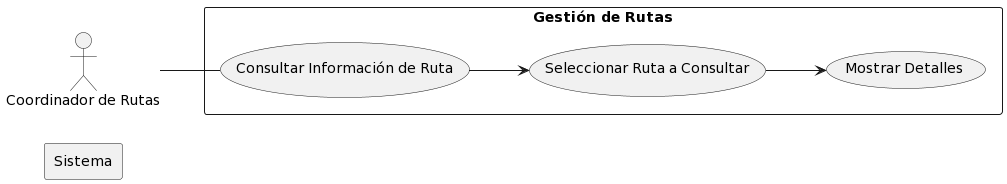 Gestión de Rutas
Coordinador de Rutas
Consultar Información de Ruta
Seleccionar Ruta a Consultar
Mostrar Detalles
Sistema